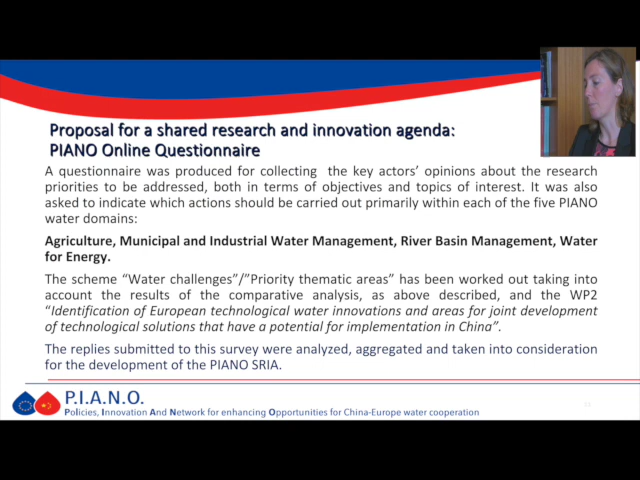 Proposal for a shared research and innovation agenda:
PIANO Online Questionnaire
A questionnaire was produced for collecting the key actors' opinions about the research
priorities to be addressed, both in terms of objectives and topics of interest. It was also
asked to indicate which actions should be carried out primarily within each of the five PIANO
water domains:
Agriculture, Municipal and Industrial Water Management, River Basin Management, Water
for Energy.
The scheme “Water challenges”/”Priority thematic areas” has been worked out taking into
account the results of the comparative analysis, as above described, and the WP2
“Identification of European technological water innovations and areas for joint development
of technological solutions that have a potential for implementation in China”.
The replies submitted to this survey were analyzed, aggregated and taken into consideration
for the development of the PIANO SRIA.
P.I.A.N.O.
Policies, Innovation And Network for enhancing Opportunities for China-Europe water cooperation